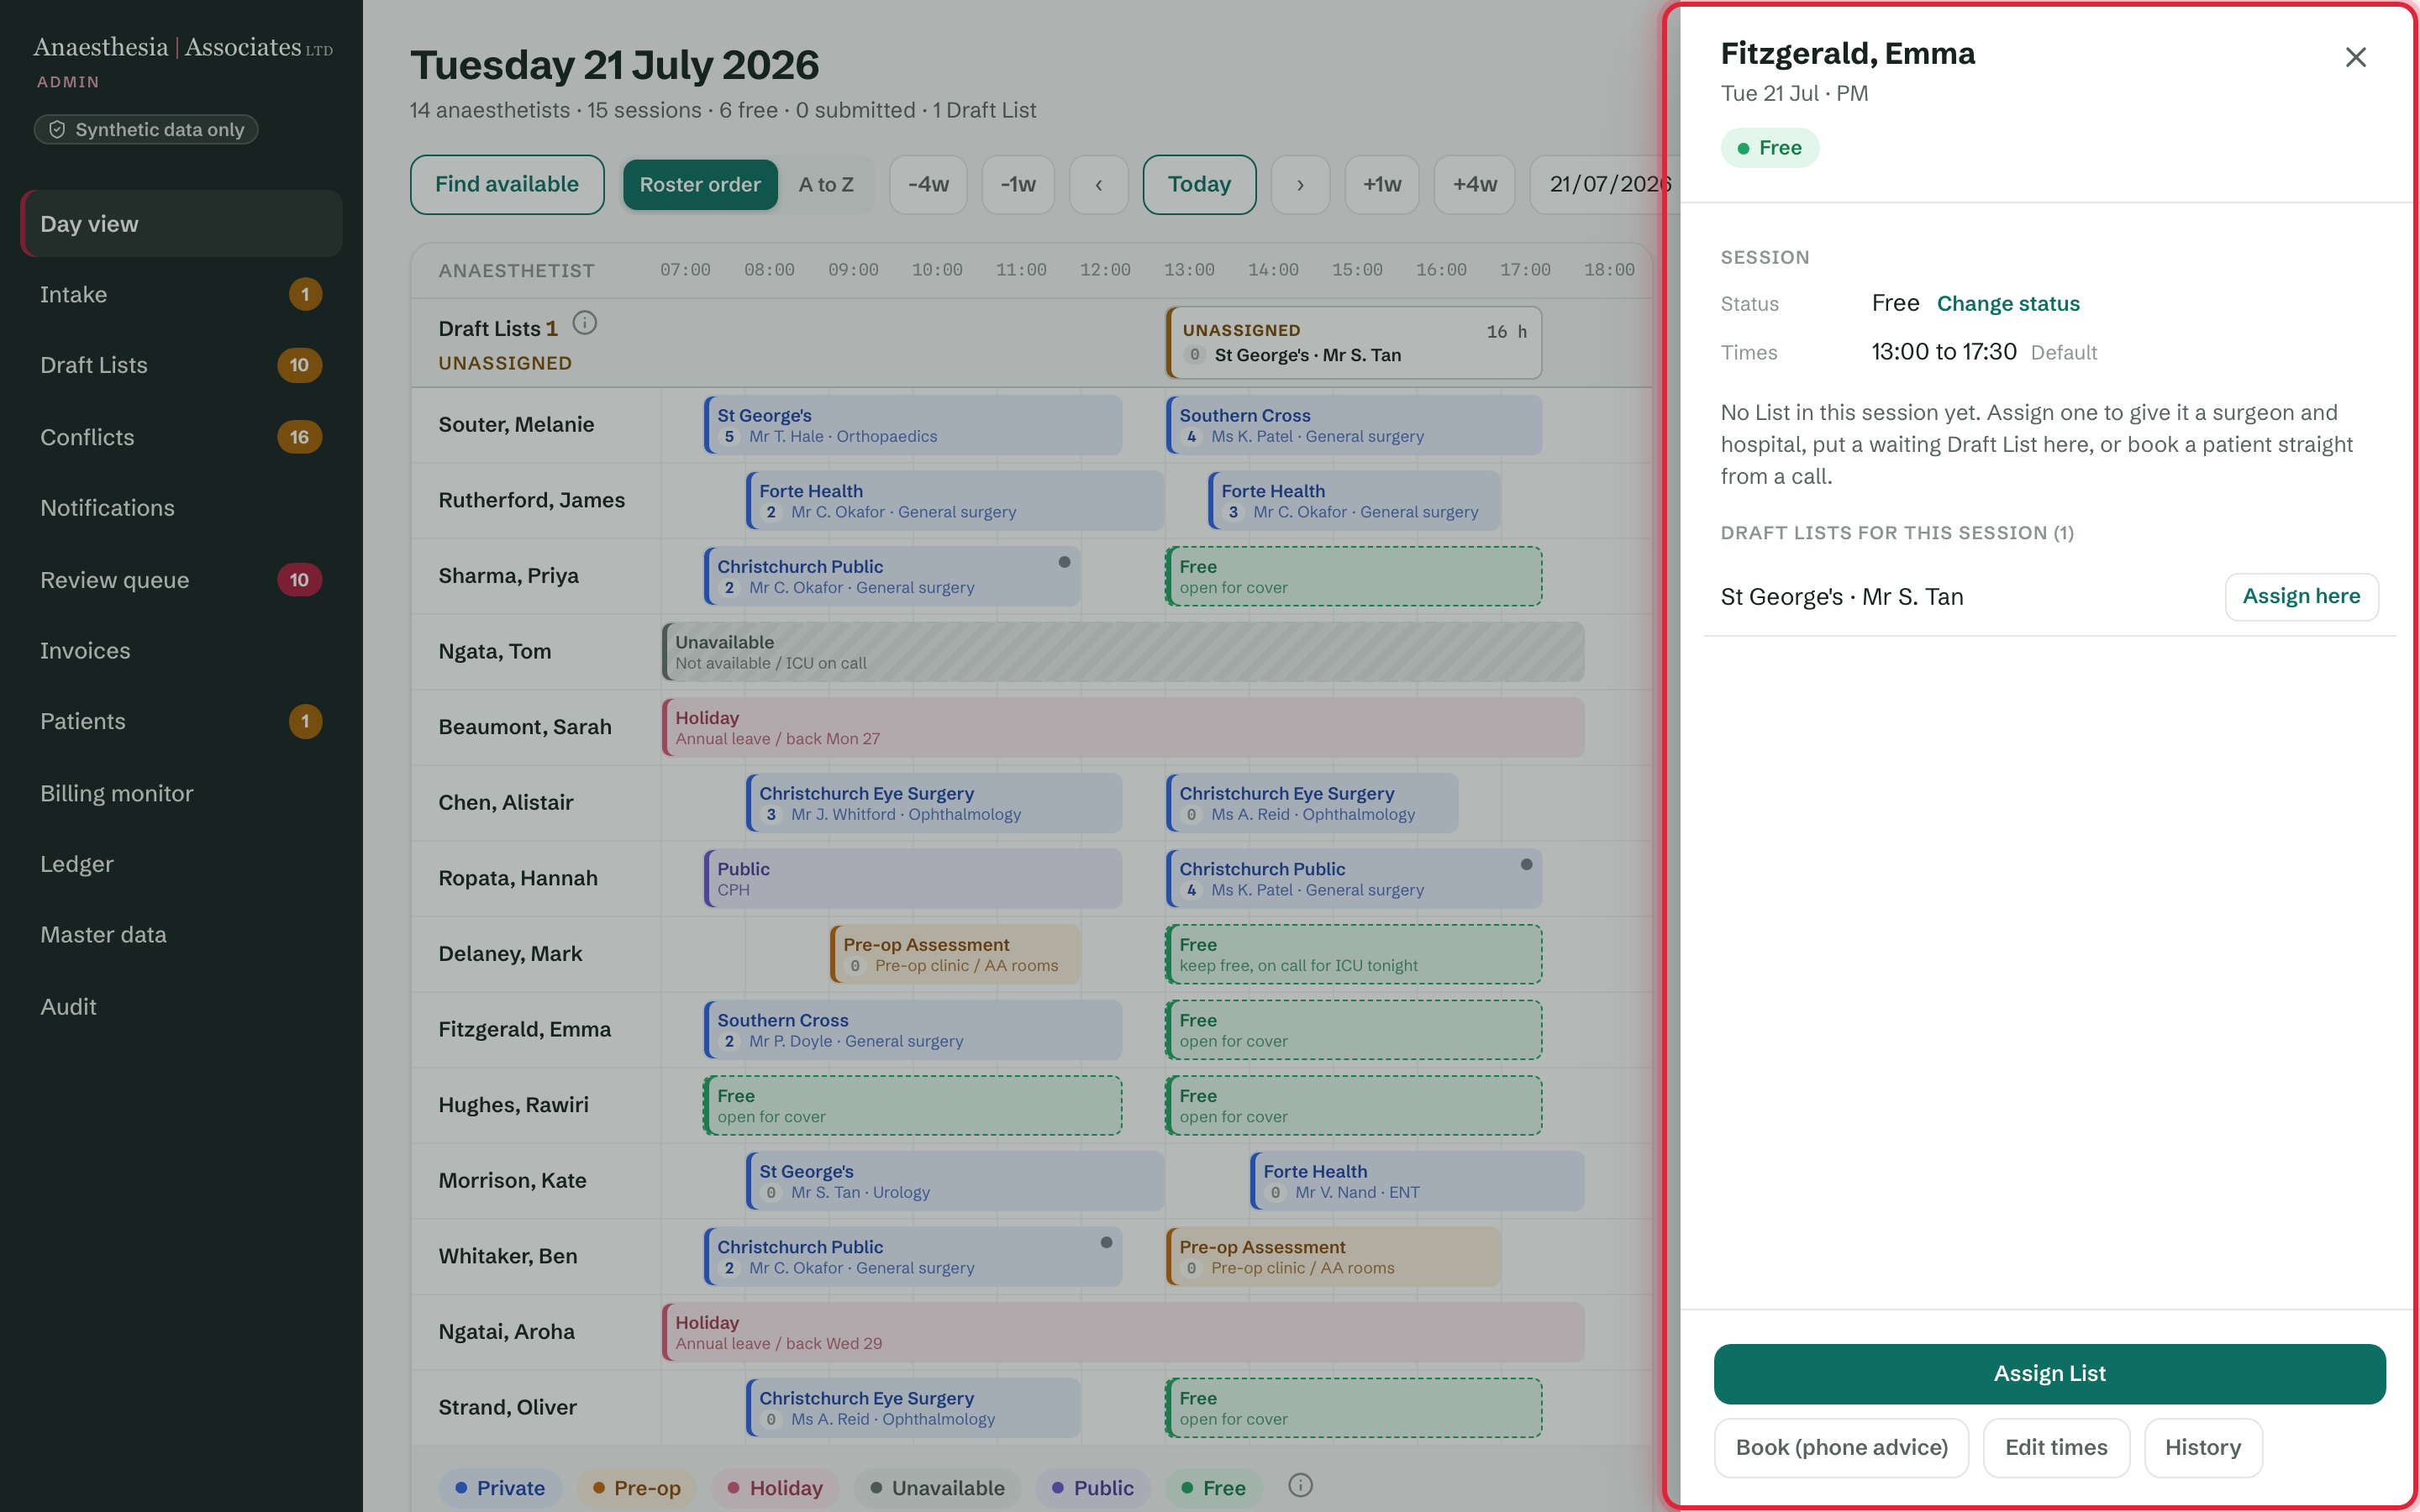 Anaesthesia | Associates LTD
ADMIN
Synthetic data only
Day view
Intake 1
Draft Lists 10
Conflicts 16
Notifications
Review queue 10
Invoices
Patients 1
Billing monitor
Ledger
Master data
Audit
Tuesday 21 July 2026
14 anaesthetists · 15 sessions · 6 free · 0 submitted · 1 Draft List
Find available Roster order A to Z -4w -1w ‹ Today › +1w +4w 21/07/2026
ANAESTHETIST 07:00 08:00 09:00 10:00 11:00 12:00 13:00 14:00 15:00 16:00 17:00 18:00
Draft Lists 1
UNASSIGNED
UNASSIGNED 16 h
0 St George's · Mr S. Tan
Souter, Melanie
St George's
5 Mr T. Hale · Orthopaedics
Southern Cross
4 Ms K. Patel · General surgery
Rutherford, James
Forte Health
2 Mr C. Okafor · General surgery
Forte Health
3 Mr C. Okafor · General surgery
Sharma, Priya
Christchurch Public
2 Mr C. Okafor · General surgery
Free
open for cover
Ngata, Tom
Unavailable
Not available / ICU on call
Beaumont, Sarah
Holiday
Annual leave / back Mon 27
Chen, Alistair
Christchurch Eye Surgery
3 Mr J. Whitford · Ophthalmology
Christchurch Eye Surgery
0 Ms A. Reid · Ophthalmology
Ropata, Hannah
Public
CPH
Christchurch Public
4 Ms K. Patel · General surgery
Delaney, Mark
Pre-op Assessment
0 Pre-op clinic / AA rooms
Free
keep free, on call for ICU tonight
Fitzgerald, Emma
Southern Cross
2 Mr P. Doyle · General surgery
Free
open for cover
Hughes, Rawiri
Free
open for cover
Free
open for cover
Morrison, Kate
St George's
0 Mr S. Tan · Urology
Forte Health
0 Mr V. Nand · ENT
Whitaker, Ben
Christchurch Public
2 Mr C. Okafor · General surgery
Pre-op Assessment
0 Pre-op clinic / AA rooms
Ngatai, Aroha
Holiday
Annual leave / back Wed 29
Strand, Oliver
Christchurch Eye Surgery
0 Ms A. Reid · Ophthalmology
Free
open for cover
Private Pre-op Holiday Unavailable Public Free
Fitzgerald, Emma
Tue 21 Jul · PM
Free
SESSION
Status Free Change status
Times 13:00 to 17:30 Default
No List in this session yet. Assign one to give it a surgeon and
hospital, put a waiting Draft List here, or book a patient straight
from a call.
DRAFT LISTS FOR THIS SESSION (1)
St George's · Mr S. Tan Assign here
Assign List
Book (phone advice) Edit times History